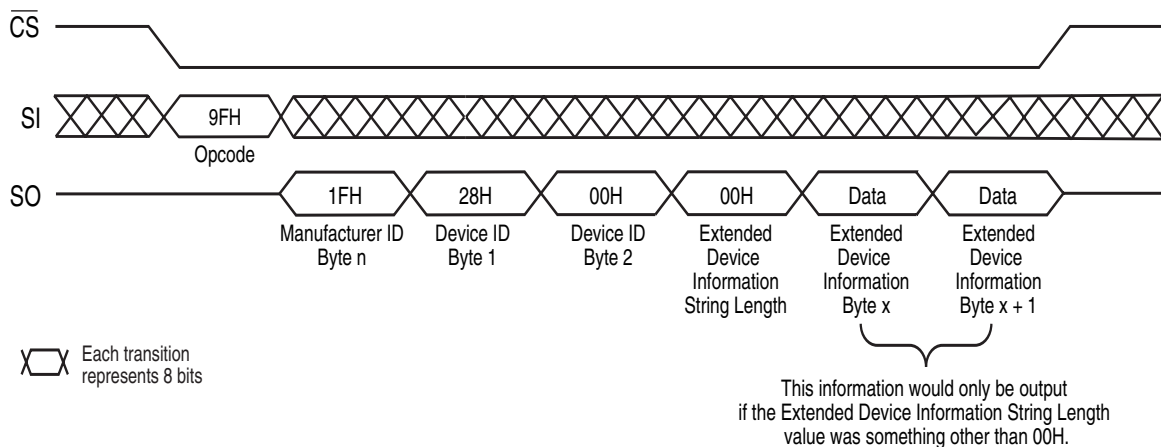 CS
SI
9FH
Opcode
SO
1FH
28H
00H
00H
Data
Data
Manufacturer ID
Byte n
Device ID
Byte 1
Device ID
Byte 2
Extended
Device
Information
String Length
Extended
Device
Information
Byte x
Extended
Device
Information
Byte x + 1
Each transition
represents 8 bits
This information would only be output
if the Extended Device Information String Length
value was something other than 00H.